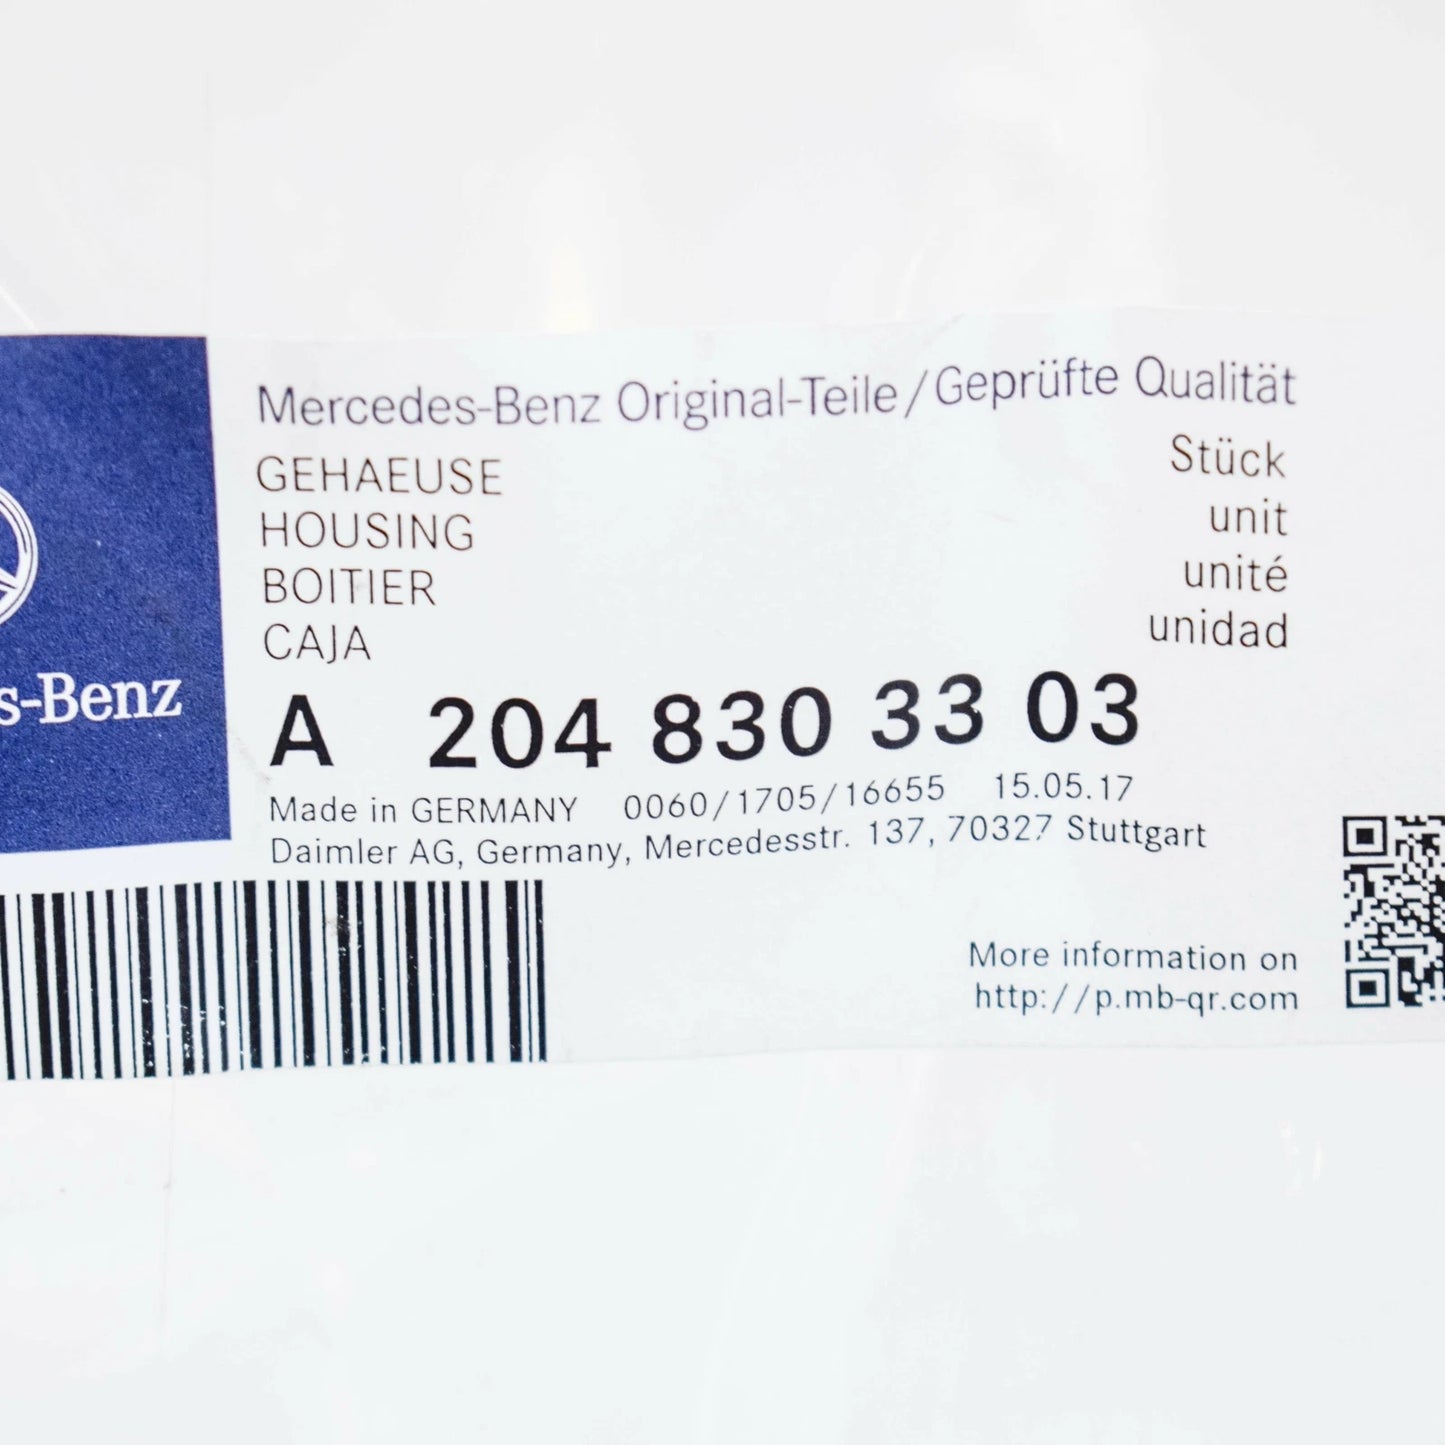 Mercedes-Benz Original-Teile/Geprüfte Qualität
GEHAEUSE Stück
HOUSING unit
BOITIER unité
CAJA unidad
s-Benz
A 204 830 33 03
Made in GERMANY 0060/1705/16655 15.05.17
Daimler AG, Germany, Mercedesstr. 137, 70327 Stuttgart
More information on
http://p.mb-qr.com